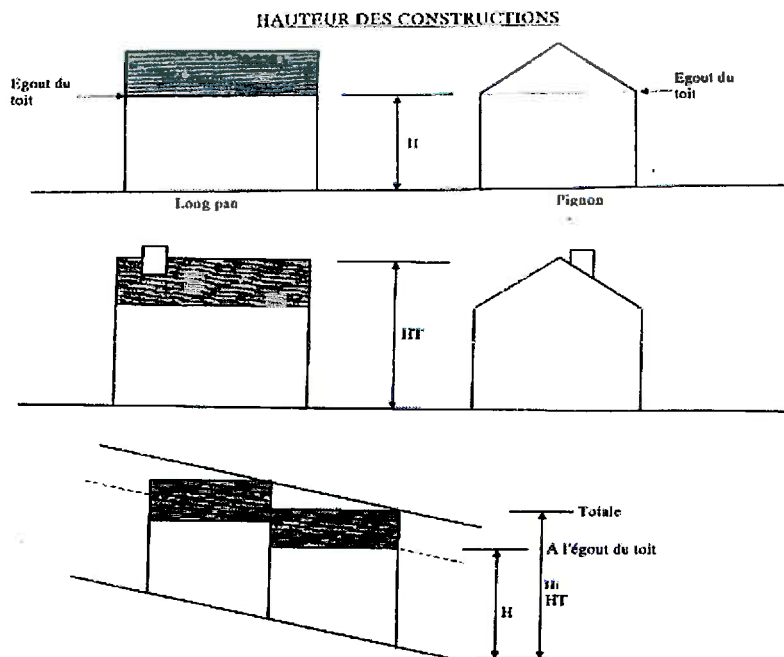 HAUTEUR DES CONSTRUCTIONS
Egout du
toit
H
Egout du
toit
Long pan
Pignon
HT
Totale
A l'égout du toit
H
HT